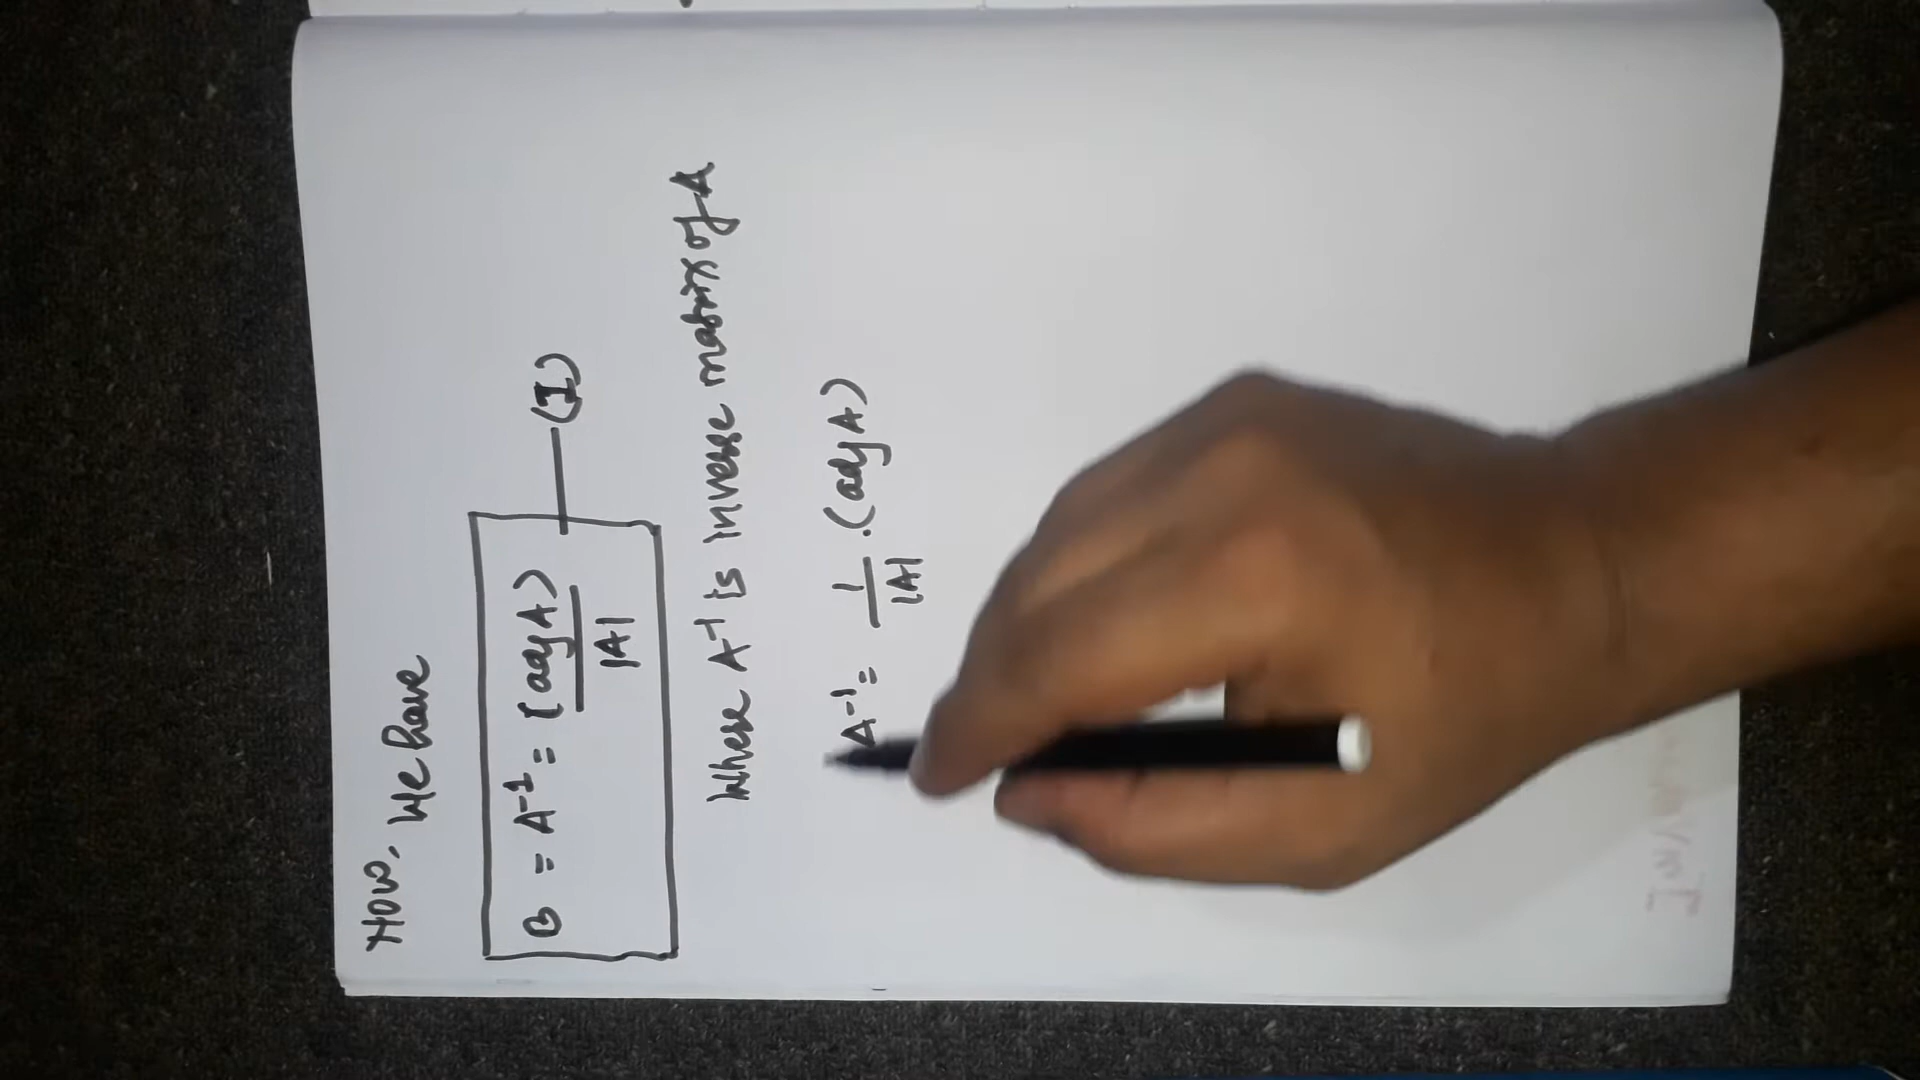 Now, We have
B = A⁻¹ = (adj A) / |A| — (I)
Where A⁻¹ is inverse matrix of A
A⁻¹ = 1/|A| . (adj A)